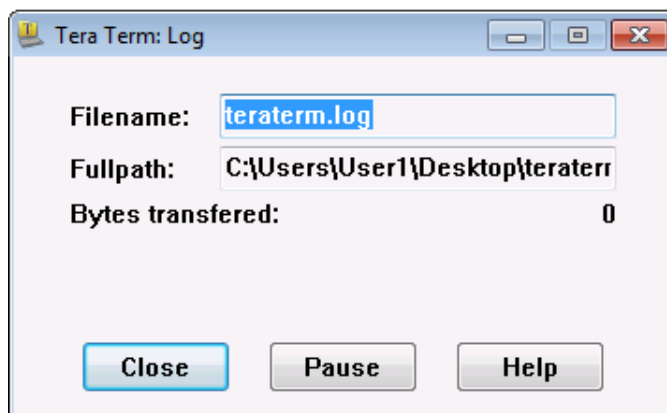 Tera Term: Log
Filename: teraterm.log
Fullpath: C:\Users\User1\Desktop\teraterr
Bytes transfered: 0
Close Pause Help